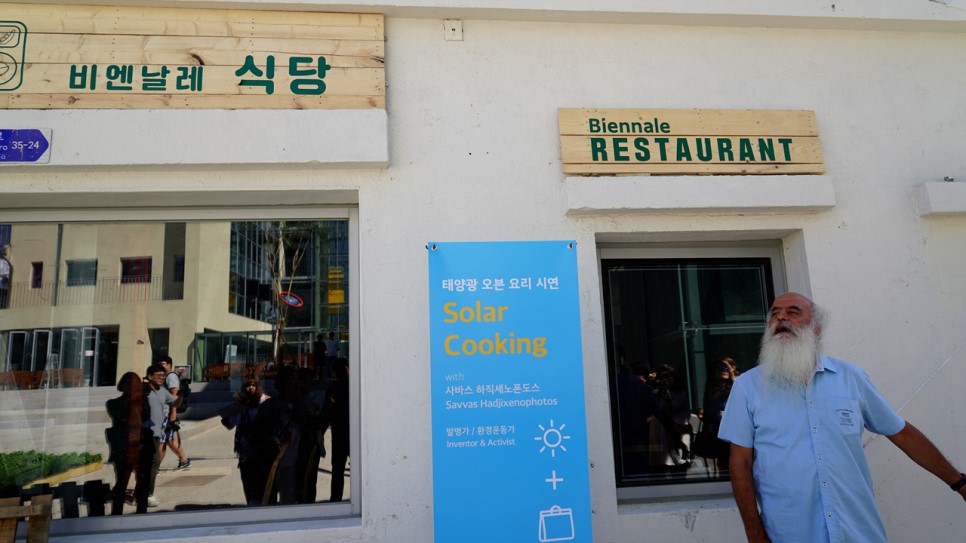 비엔날레 식당
35-24
Biennale
RESTAURANT
태양광 오븐 요리 시연
Solar
Cooking
with
사바스 하직세노폰도스
Savvas Hadjixenophotos
발명가 / 환경운동가
Inventor & Activist